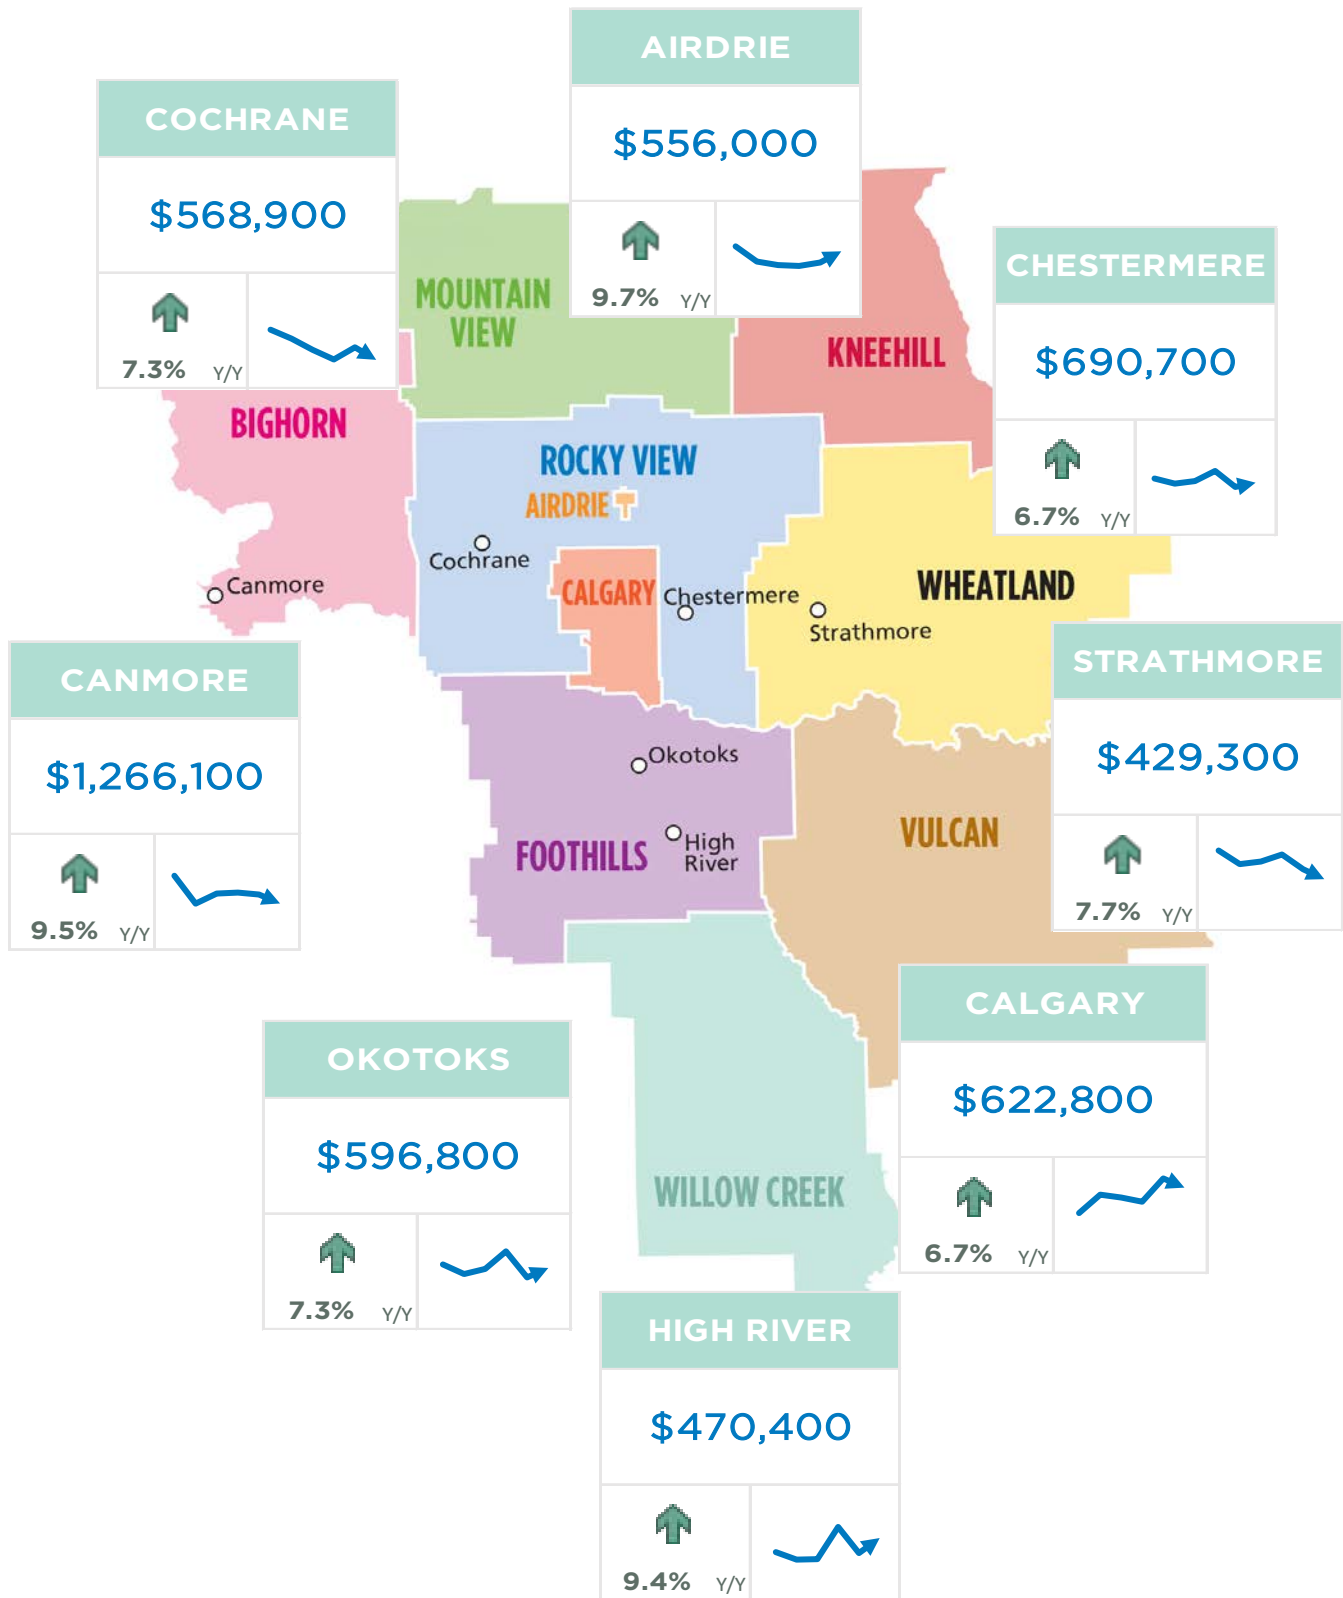 AIRDRIE
$556,000
9.7% Y/Y
COCHRANE
$568,900
7.3% Y/Y
CHESTERMERE
$690,700
6.7% Y/Y
MOUNTAIN
VIEW
KNEEHILL
BIGHORN
ROCKY VIEW
AIRDRIE
Cochrane
Canmore
CALGARY
Chestermere
WHEATLAND
Strathmore
CANMORE
$1,266,100
9.5% Y/Y
STRATHMORE
$429,300
7.7% Y/Y
Okotoks
High
River
FOOTHILLS
VULCAN
CALGARY
$622,800
6.7% Y/Y
OKOTOKS
$596,800
7.3% Y/Y
WILLOW CREEK
HIGH RIVER
$470,400
9.4% Y/Y